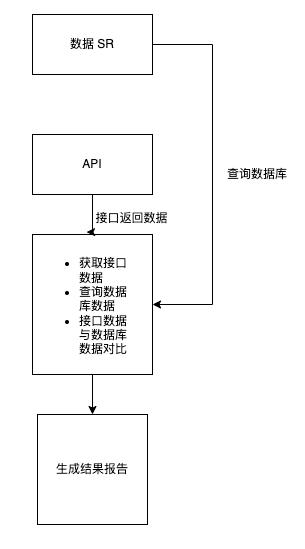 数据 SR
查询数据库
API
接口返回数据
• 获取接口
数据
• 查询数据
库数据
• 接口数据
与数据库
数据对比
生成结果报告